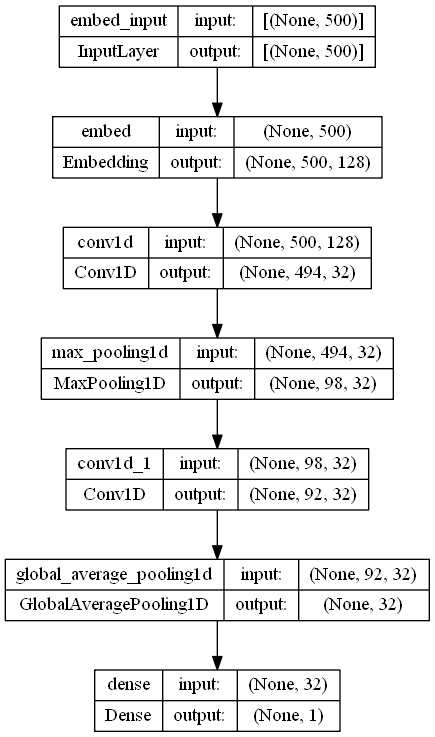 embed_input input: [(None, 500)]
InputLayer output: [(None, 500)]
embed input: (None, 500)
Embedding output: (None, 500, 128)
conv1d input: (None, 500, 128)
Conv1D output: (None, 494, 32)
max_pooling1d input: (None, 494, 32)
MaxPooling1D output: (None, 98, 32)
conv1d_1 input: (None, 98, 32)
Conv1D output: (None, 92, 32)
global_average_pooling1d input: (None, 92, 32)
GlobalAveragePooling1D output: (None, 32)
dense input: (None, 32)
Dense output: (None, 1)